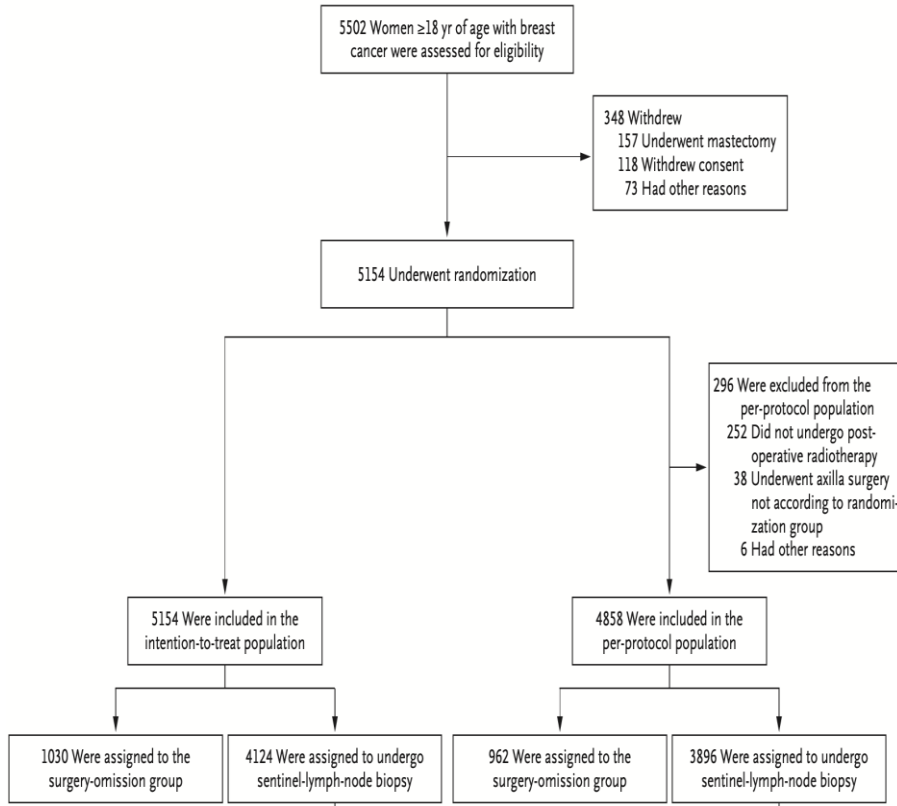 5502 Women ≥18 yr of age with breast
cancer were assessed for eligibility
348 Withdrew
157 Underwent mastectomy
118 Withdrew consent
73 Had other reasons
5154 Underwent randomization
296 Were excluded from the
per-protocol population
252 Did not undergo post-
operative radiotherapy
38 Underwent axilla surgery
not according to randomi-
zation group
6 Had other reasons
5154 Were included in the
intention-to-treat population
4858 Were included in the
per-protocol population
1030 Were assigned to the
surgery-omission group
4124 Were assigned to undergo
sentinel-lymph-node biopsy
962 Were assigned to the
surgery-omission group
3896 Were assigned to undergo
sentinel-lymph-node biopsy